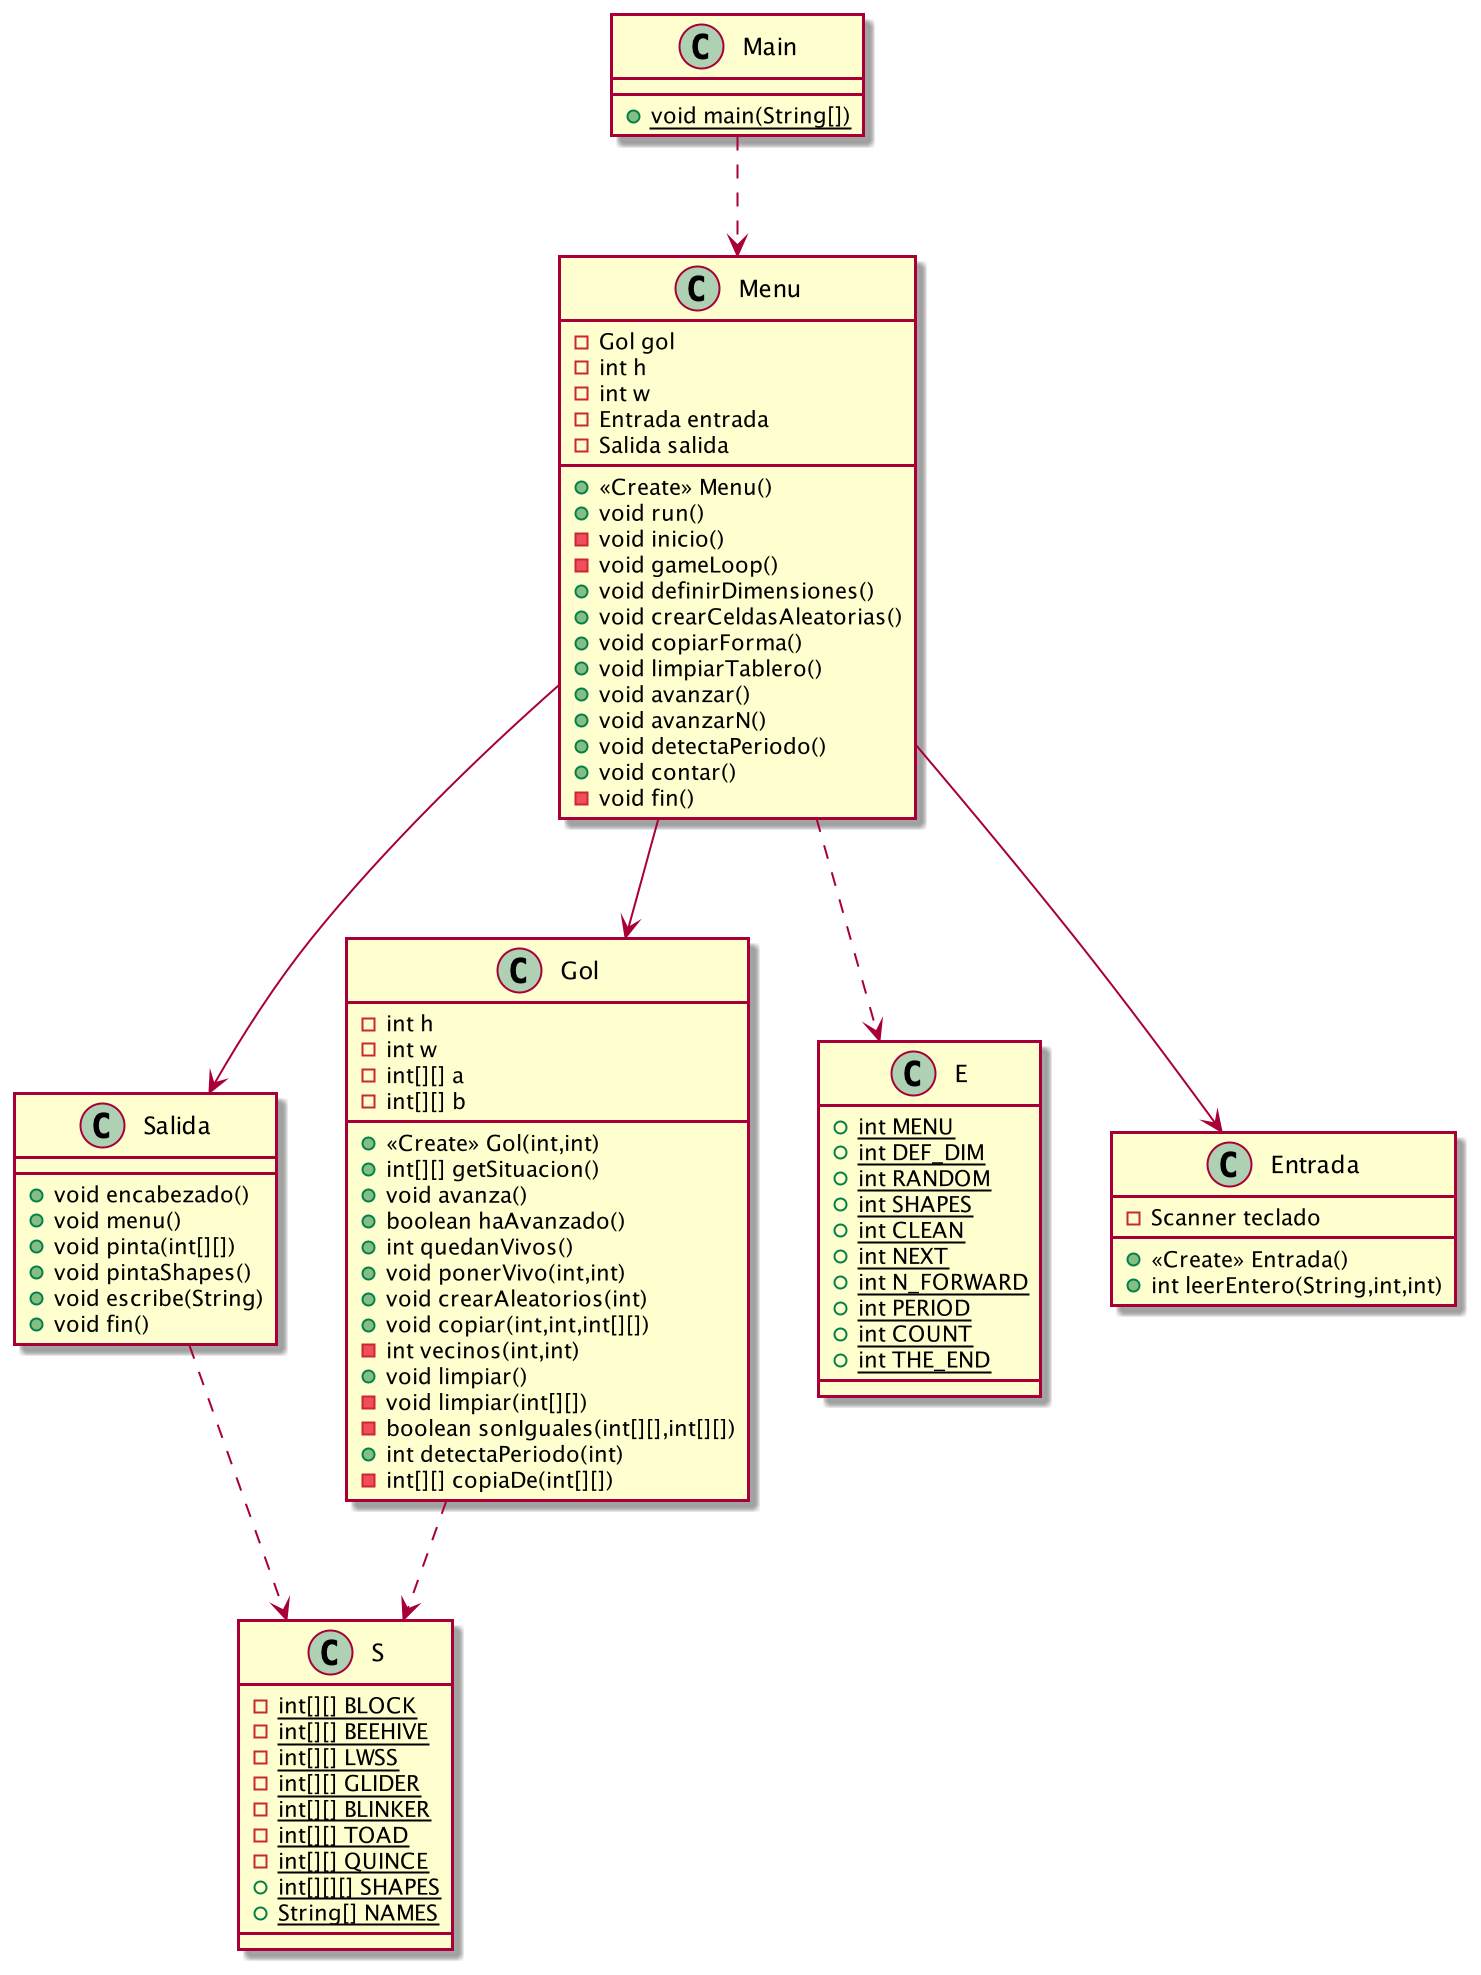 C Main
void main(String[])
C Menu
Gol gol
int h
int w
Entrada entrada
Salida salida
«Create» Menu()
void run()
void inicio()
void gameLoop()
void definirDimensiones()
void crearCeldasAleatorias()
void copiarForma()
void limpiarTablero()
void avanzar()
void avanzarN()
void detectaPeriodo()
void contar()
void fin()
C Salida
void encabezado()
void menu()
void pinta(int[][])
void pintaShapes()
void escribe(String)
void fin()
C Gol
int h
int w
int[][] a
int[][] b
«Create» Gol(int,int)
int[][] getSituacion()
void avanza()
boolean haAvanzado()
int quedanVivos()
void ponerVivo(int,int)
void crearAleatorios(int)
void copiar(int,int,int[][])
int vecinos(int,int)
void limpiar()
void limpiar(int[][])
boolean sonIguales(int[][],int[][])
int detectaPeriodo(int)
int[][] copiaDe(int[][])
C E
int MENU
int DEF_DIM
int RANDOM
int SHAPES
int CLEAN
int NEXT
int N_FORWARD
int PERIOD
int COUNT
int THE_END
C Entrada
Scanner teclado
«Create» Entrada()
int leerEntero(String,int,int)
C S
int[][] BLOCK
int[][] BEEHIVE
int[][] LWSS
int[][] GLIDER
int[][] BLINKER
int[][] TOAD
int[][] QUINCE
int[][][] SHAPES
String[] NAMES